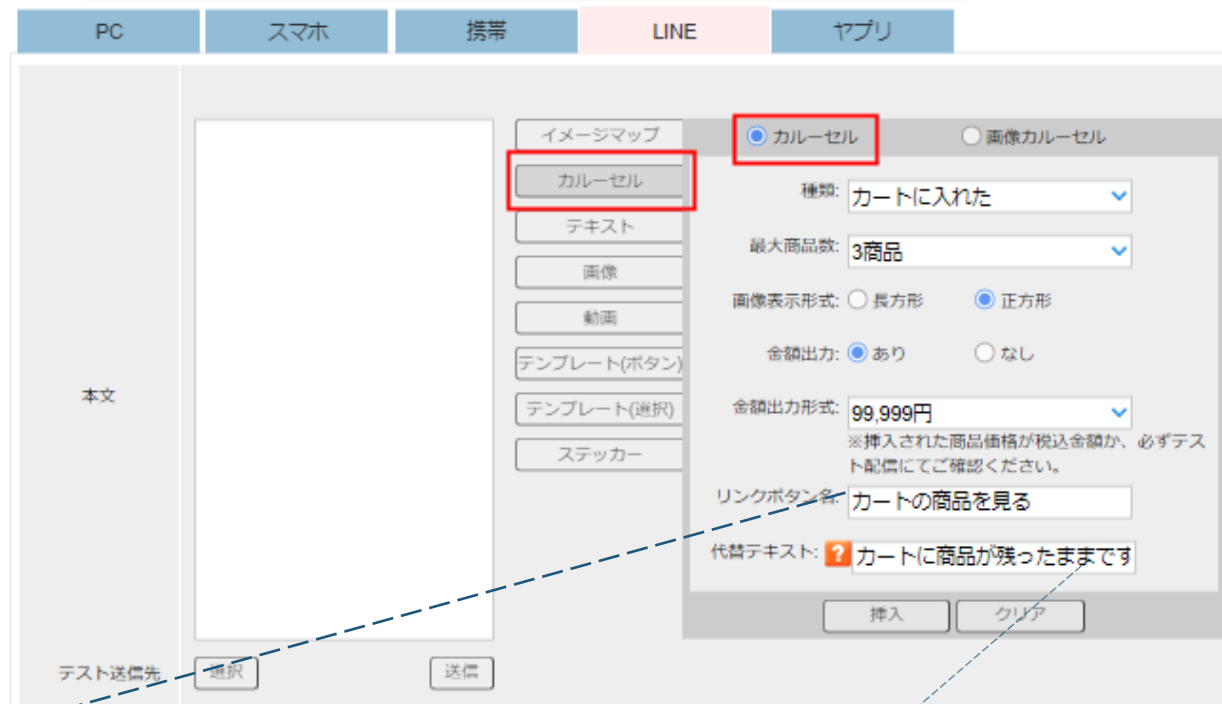 PC
スマホ
携帯
LINE
ヤプリ
本文
イメージマップ
カルーセル
テキスト
画像
動画
テンプレート(ボタン)
テンプレート(選択)
ステッカー
カルーセル
画像カルーセル
種類: カートに入れた
最大商品数: 3商品
画像表示形式: 長方形 正方形
金額出力: あり なし
金額出力形式: 99,999円
※挿入された商品価格が税込金額か、必ずテス
ト配信にてご確認ください。
リンクボタン名: カートの商品を見る
代替テキスト: ? カートに商品が残ったままです
挿入 クリア
テスト送信先 選択 送信